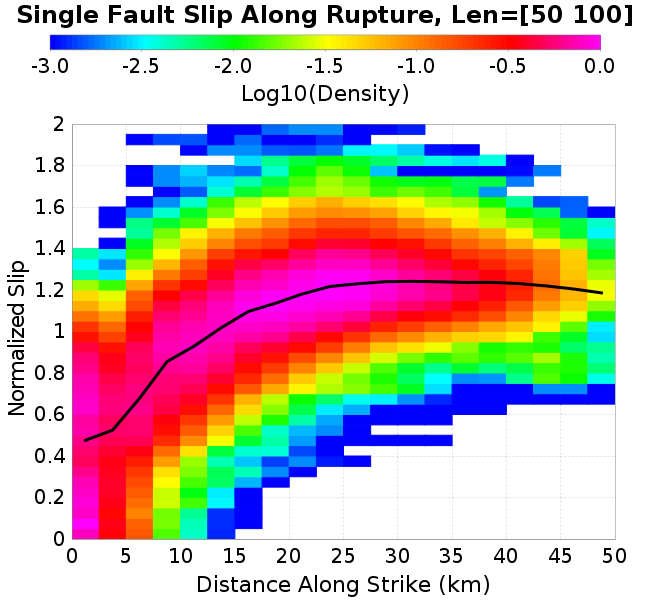 Single Fault Slip Along Rupture, Len=[50 100]
-3.0 -2.5 -2.0 -1.5 -1.0 -0.5 0.0
Log10(Density)
2
1.8
1.6
1.4
1.2
1
0.8
0.6
0.4
0.2
0
Normalized Slip
0 5 10 15 20 25 30 35 40 45 50
Distance Along Strike (km)